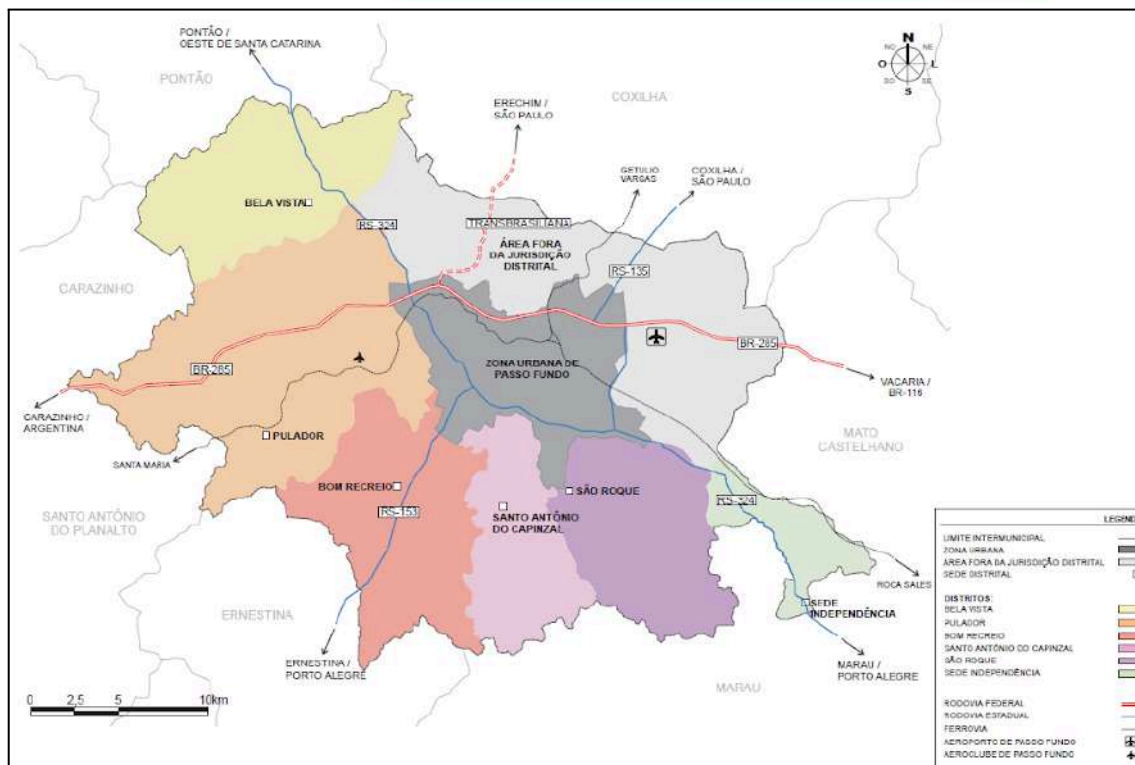 PONTÃO /
OESTE DE SANTA CATARINA
PONTÃO
N
NO
NE
O
L
SO
SE
S
COXILHA
ERECHIM /
SÃO PAULO
GETULIO
VARGAS
COXILHA /
SÃO PAULO
BELA VISTA
RS-324
TRANSBRASILIANA
ÁREA FORA
DA JURISDIÇÃO
DISTRITAL
RS-135
CARAZINHO
BR-285
BR-285
ZONA URBANA DE
PASSO FUNDO
VACARIA /
BR-116
CARAZINHO /
ARGENTINA
PULADOR
MATO
CASTELHANO
SANTA MARIA
BOM RECREIO
SÃO ROQUE
RS-324
RS-153
SANTO ANTÔNIO
DO CAPINZAL
SANTO ANTÔNIO
DO PLANALTO
ROCA SALES
ERNESTINA
SEDE
INDEPENDÊNCIA
ERNESTINA /
PORTO ALEGRE
MARAU /
PORTO ALEGRE
MARAU
0 2,5 5 10km
LEGEND
LIMITE INTERMUNICIPAL
ZONA URBANA
ÁREA FORA DA JURISDIÇÃO DISTRITAL
SEDE DISTRITAL
DISTRITOS:
BELA VISTA
PULADOR
BOM RECREIO
SANTO ANTÔNIO DO CAPINZAL
SÃO ROQUE
SEDE INDEPENDÊNCIA
RODOVIA FEDERAL
RODOVIA ESTADUAL
FERROVIA
AEROPORTO DE PASSO FUNDO
AEROCLUBE DE PASSO FUNDO